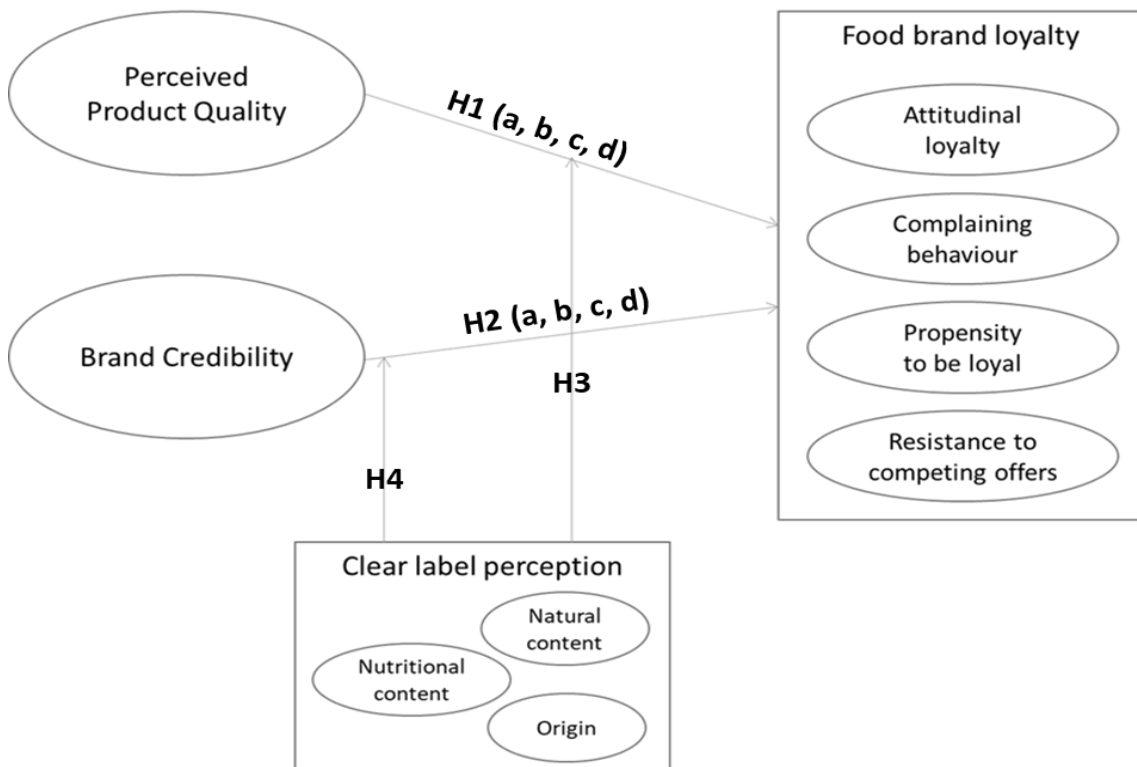 Perceived
Product Quality
H1 (a, b, c, d)
Food brand loyalty
Attitudinal
loyalty
Complaining
behaviour
Propensity
to be loyal
Resistance to
competing offers
Brand Credibility
H2 (a, b, c, d)
H3
H4
Clear label perception
Natural
content
Nutritional
content
Origin